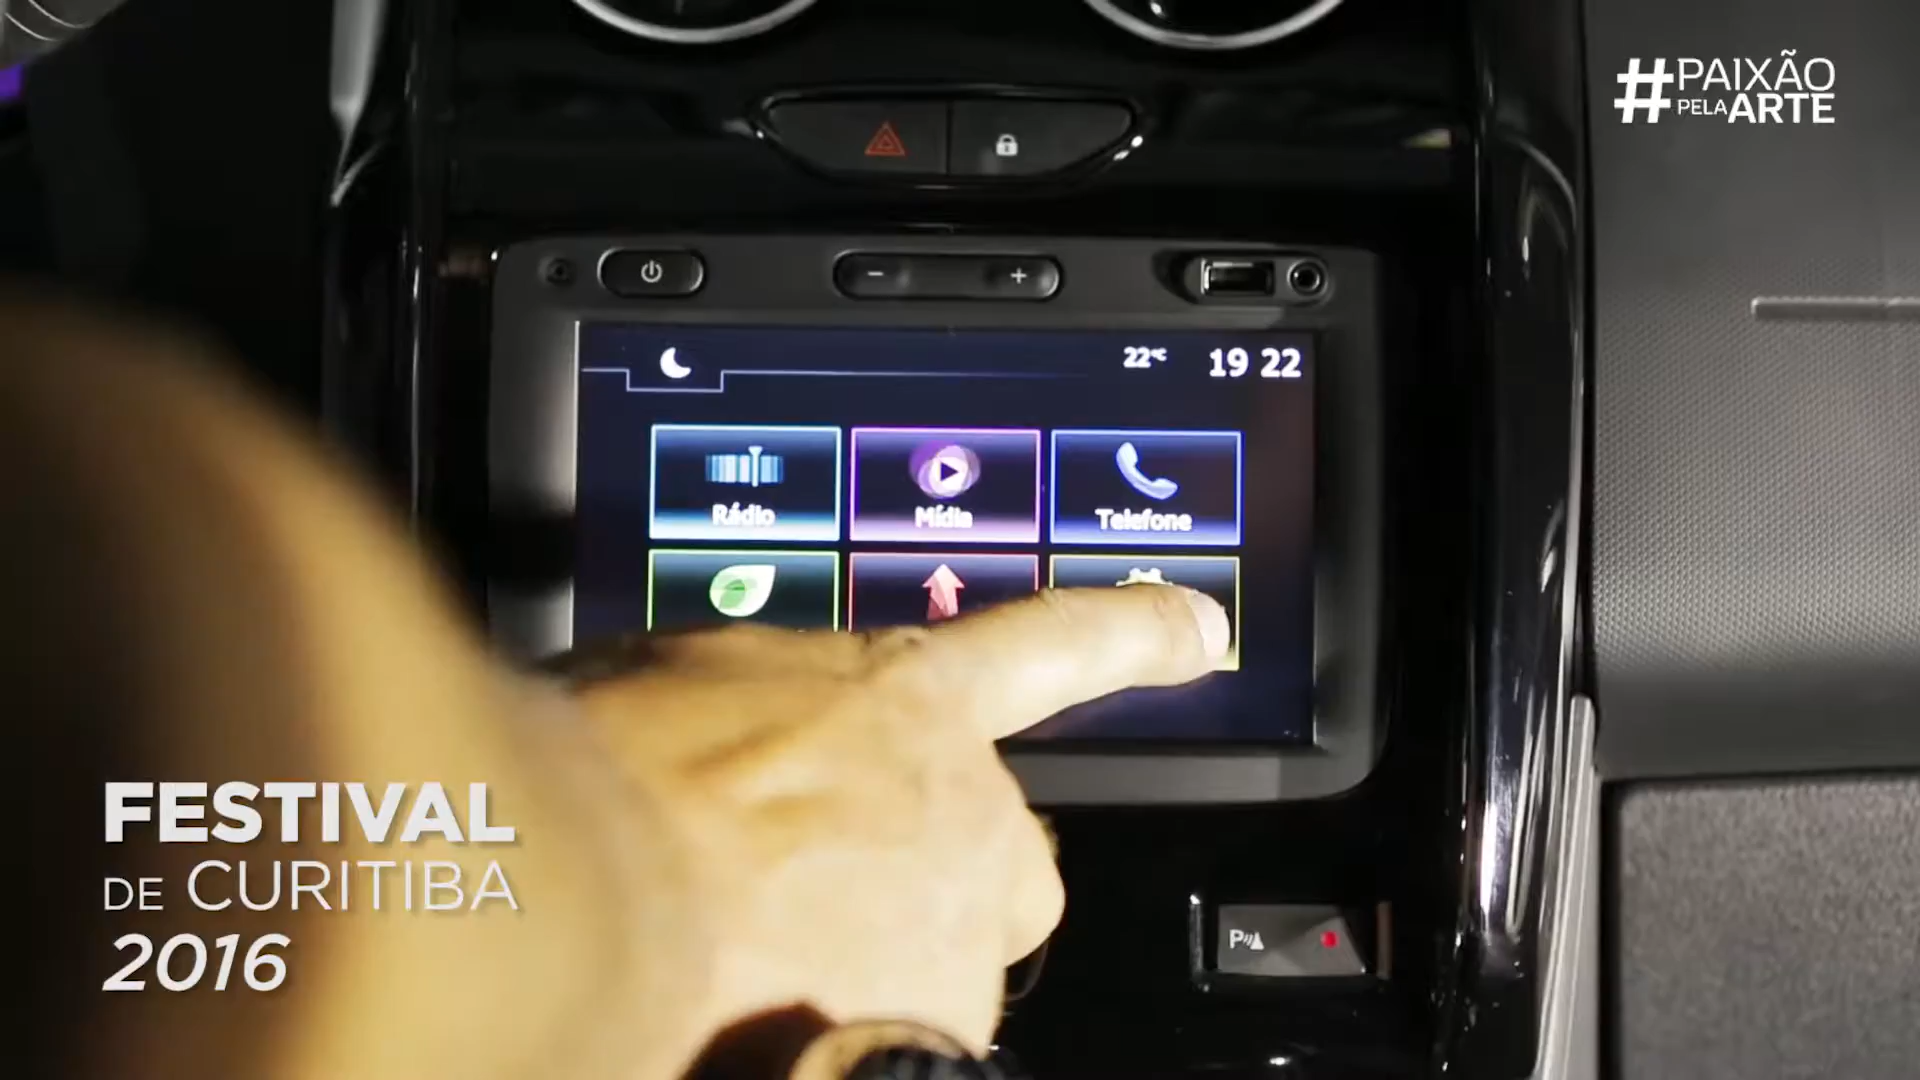 #PAIXÃO
PELA ARTE
22°C 19 22
Rádio Mídia Telefone
P
FESTIVAL
DE CURITIBA
2016